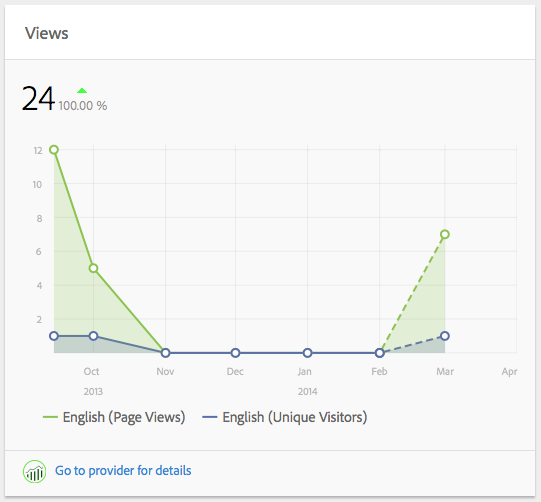 Views
24 100.00 %
12
10
8
6
4
2
Oct Nov Dec Jan Feb Mar Apr
2013 2014
English (Page Views) English (Unique Visitors)
Go to provider for details